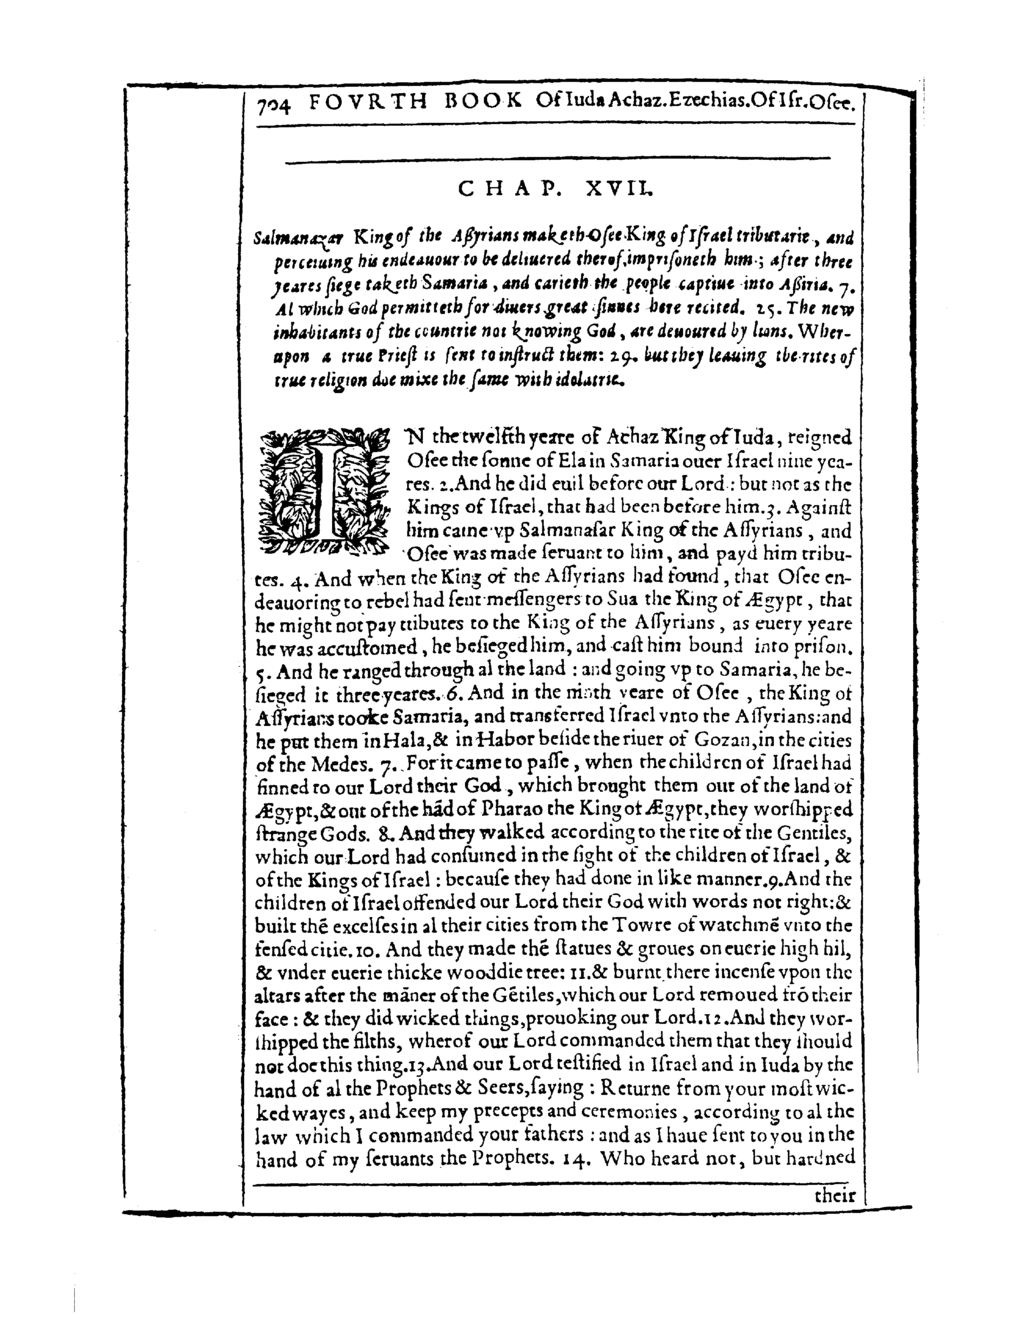 704 FOVRTH BOOK Of Iuda Achaz. Ezechias. Of Isr. Osee.
CHAP. XVII.
Salmanazar King of the Aßyrians maketh Osee King of Iſrael tributarie, and
perceiuing his endeauour to be deliuered therof, impriſoneth him; after three
yeares ſiege taketh Samaria, and carieth the people captiue into Aßiria. 7.
Al which God permitteth for diuers great ſinnes here recited. 25. The new
inhabitants of the countrie not knowing God, are deuoured by lions. Wher-
apon a true Prieſt is ſent to inſtruct them: 29. but they leauing the rites of
true religion doe mixe the ſame with idolatrie.
IN the twelfth yeare of Achaz King of Iuda, reigned
Oſee the ſonne of Ela in Samaria ouer Iſrael nine yea-
res. 2. And he did euil before our Lord: but not as the
Kings of Iſrael, that had been before him. 3. Againſt
him came vp Salmanaſar King of the Aſſyrians, and
Oſee was made ſeruant to him, and payd him tribu-
tes. 4. And when the King of the Aſſyrians had found, that Oſee en-
deauoring to rebel had ſent meſſengers to Sua the King of Ægypt, that
he might not pay tributes to the King of the Aſſyrians, as euery yeare
he was accuſtomed, he beſieged him, and caſt him bound into priſon.
5. And he ranged through al the land: and going vp to Samaria, he be-
ſieged it three yeares. 6. And in the ninth yeare of Oſee, the King of
Aſſyrians tooke Samaria, and transferred Iſrael vnto the Aſſyrians: and
he put them in Hala, & in Habor beſide the riuer of Gozan, in the cities
of the Medes. 7. For it came to paſſe, when the children of Iſrael had
ſinned to our Lord their God, which brought them out of the land of
Ægypt, & out of the hãd of Pharao the King of Ægypt, they worſhipped
ſtrange Gods. 8. And they walked according to the rite of the Gentiles,
which our Lord had conſumed in the ſight of the children of Iſrael, &
of the Kings of Iſrael: becauſe they had done in like manner. 9. And the
children of Iſrael offended our Lord their God with words not right: &
built thẽ excelſes in al their cities from the Towre of watchmẽ vnto the
fenſed citie. 10. And they made thẽ ſtatues & groues on euerie high hil,
& vnder euerie thicke wooddie tree: 11. & burnt there incenſe vpon the
altars after the mãner of the Gẽtiles, which our Lord remoued frõ their
face: & they did wicked things, prouoking our Lord. 12. And they wor-
ſhipped the filths, wherof our Lord commanded them that they ſhould
not doe this thing. 13. And our Lord teſtified in Iſrael and in Iuda by the
hand of al the Prophets & Seers, ſaying: Returne from your moſt wic-
ked wayes, and keep my precepts and ceremonies, according to al the
law which I commanded your fathers: and as I haue ſent to you in the
hand of my ſeruants the Prophets. 14. Who heard not, but hardned
their